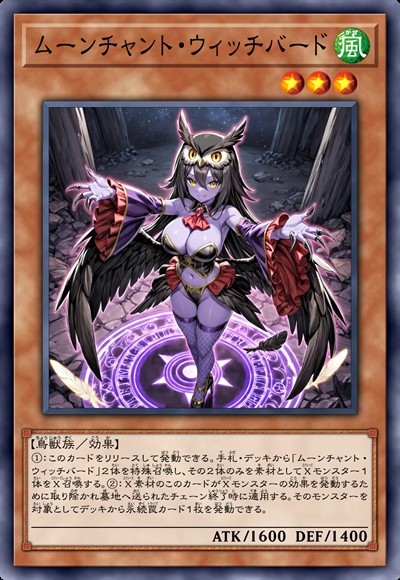 ムーンチャント・ウィッチバード
風
【鳥獣族／効果】
①：このカードをリリースして発動できる。手札・デッキから「ムーンチャント・
ウィッチバード」2体を特殊召喚し、その2体のみを素材としてXモンスター1
体をX召喚する。②：X素材のこのカードがXモンスターの効果を発動するた
めに取り除かれ墓地へ送られたチェーン終了時に適用する。そのモンスターを
対象としてデッキから永続罠カード1枚を発動できる。
ATK/1600 DEF/1400